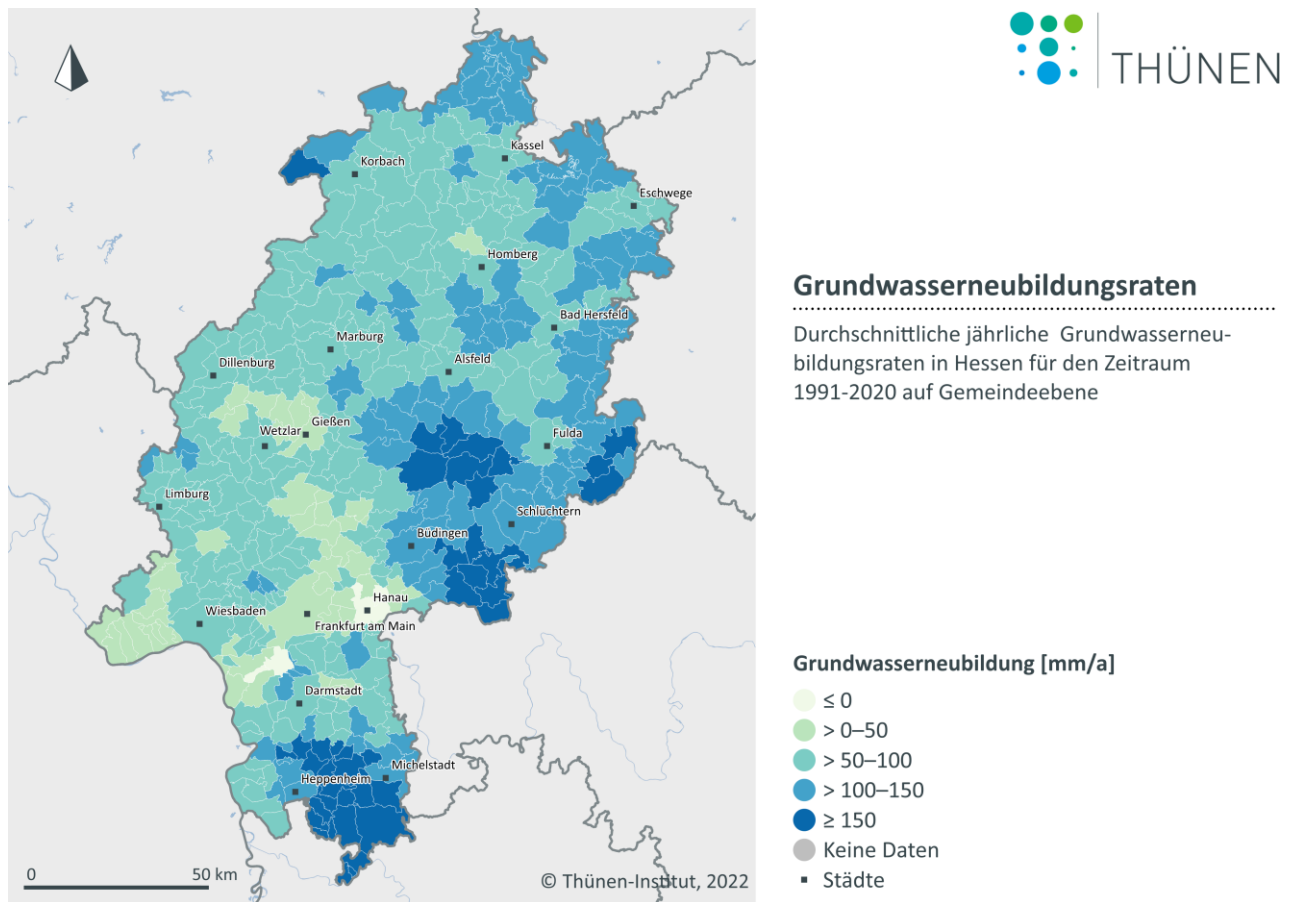 THÜNEN
Kassel
Korbach
Eschwege
Homberg
Bad Hersfeld
Marburg
Alsfeld
Dillenburg
Gießen
Wetzlar
Fulda
Limburg
Schlüchtern
Büdingen
Hanau
Wiesbaden
Frankfurt am Main
Darmstadt
Michelstadt
Heppenheim
0 50 km
© Thünen-Institut, 2022
Grundwasserneubildungsraten
Durchschnittliche jährliche Grundwasserneu-
bildungsraten in Hessen für den Zeitraum
1991-2020 auf Gemeindeebene
Grundwasserneubildung [mm/a]
≤ 0
> 0–50
> 50–100
> 100–150
≥ 150
Keine Daten
Städte